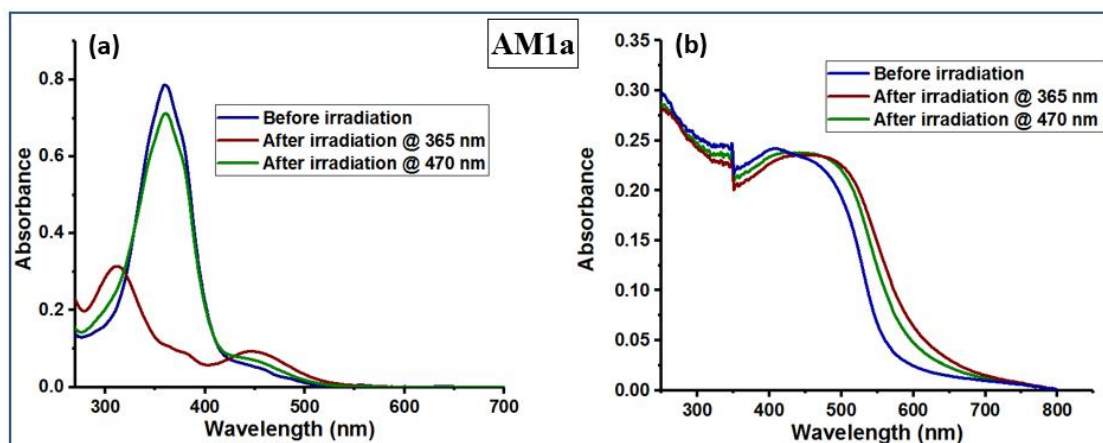 AM1a
(a)
Before irradiation
After irradiation @ 365 nm
After irradiation @ 470 nm
Absorbance
0.8
0.6
0.4
0.2
0.0
300 400 500 600 700
Wavelength (nm)
(b)
Before irradiation
After irradiation @ 365 nm
After irradiation @ 470 nm
Absorbance
0.35
0.30
0.25
0.20
0.15
0.10
0.05
0.00
300 400 500 600 700 800
Wavelength (nm)